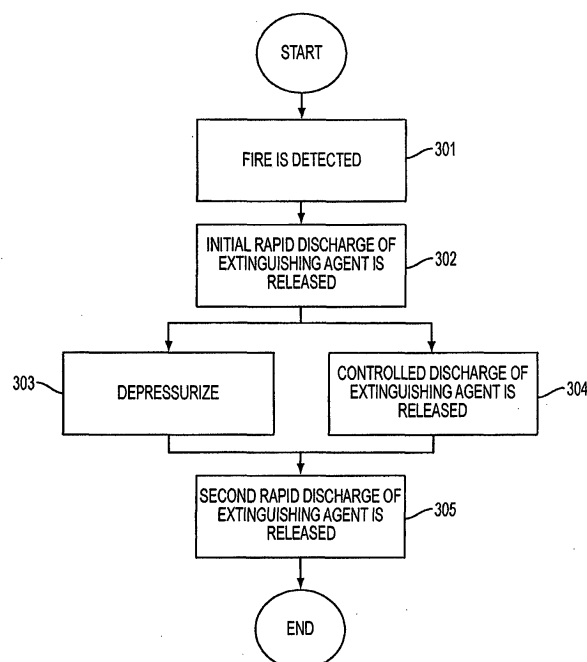 START
FIRE IS DETECTED
301
INITIAL RAPID DISCHARGE OF
EXTINGUISHING AGENT IS
RELEASED
302
303
DEPRESSURIZE
CONTROLLED DISCHARGE OF
EXTINGUISHING AGENT IS
RELEASED
304
SECOND RAPID DISCHARGE OF
EXTINGUISHING AGENT IS
RELEASED
305
END